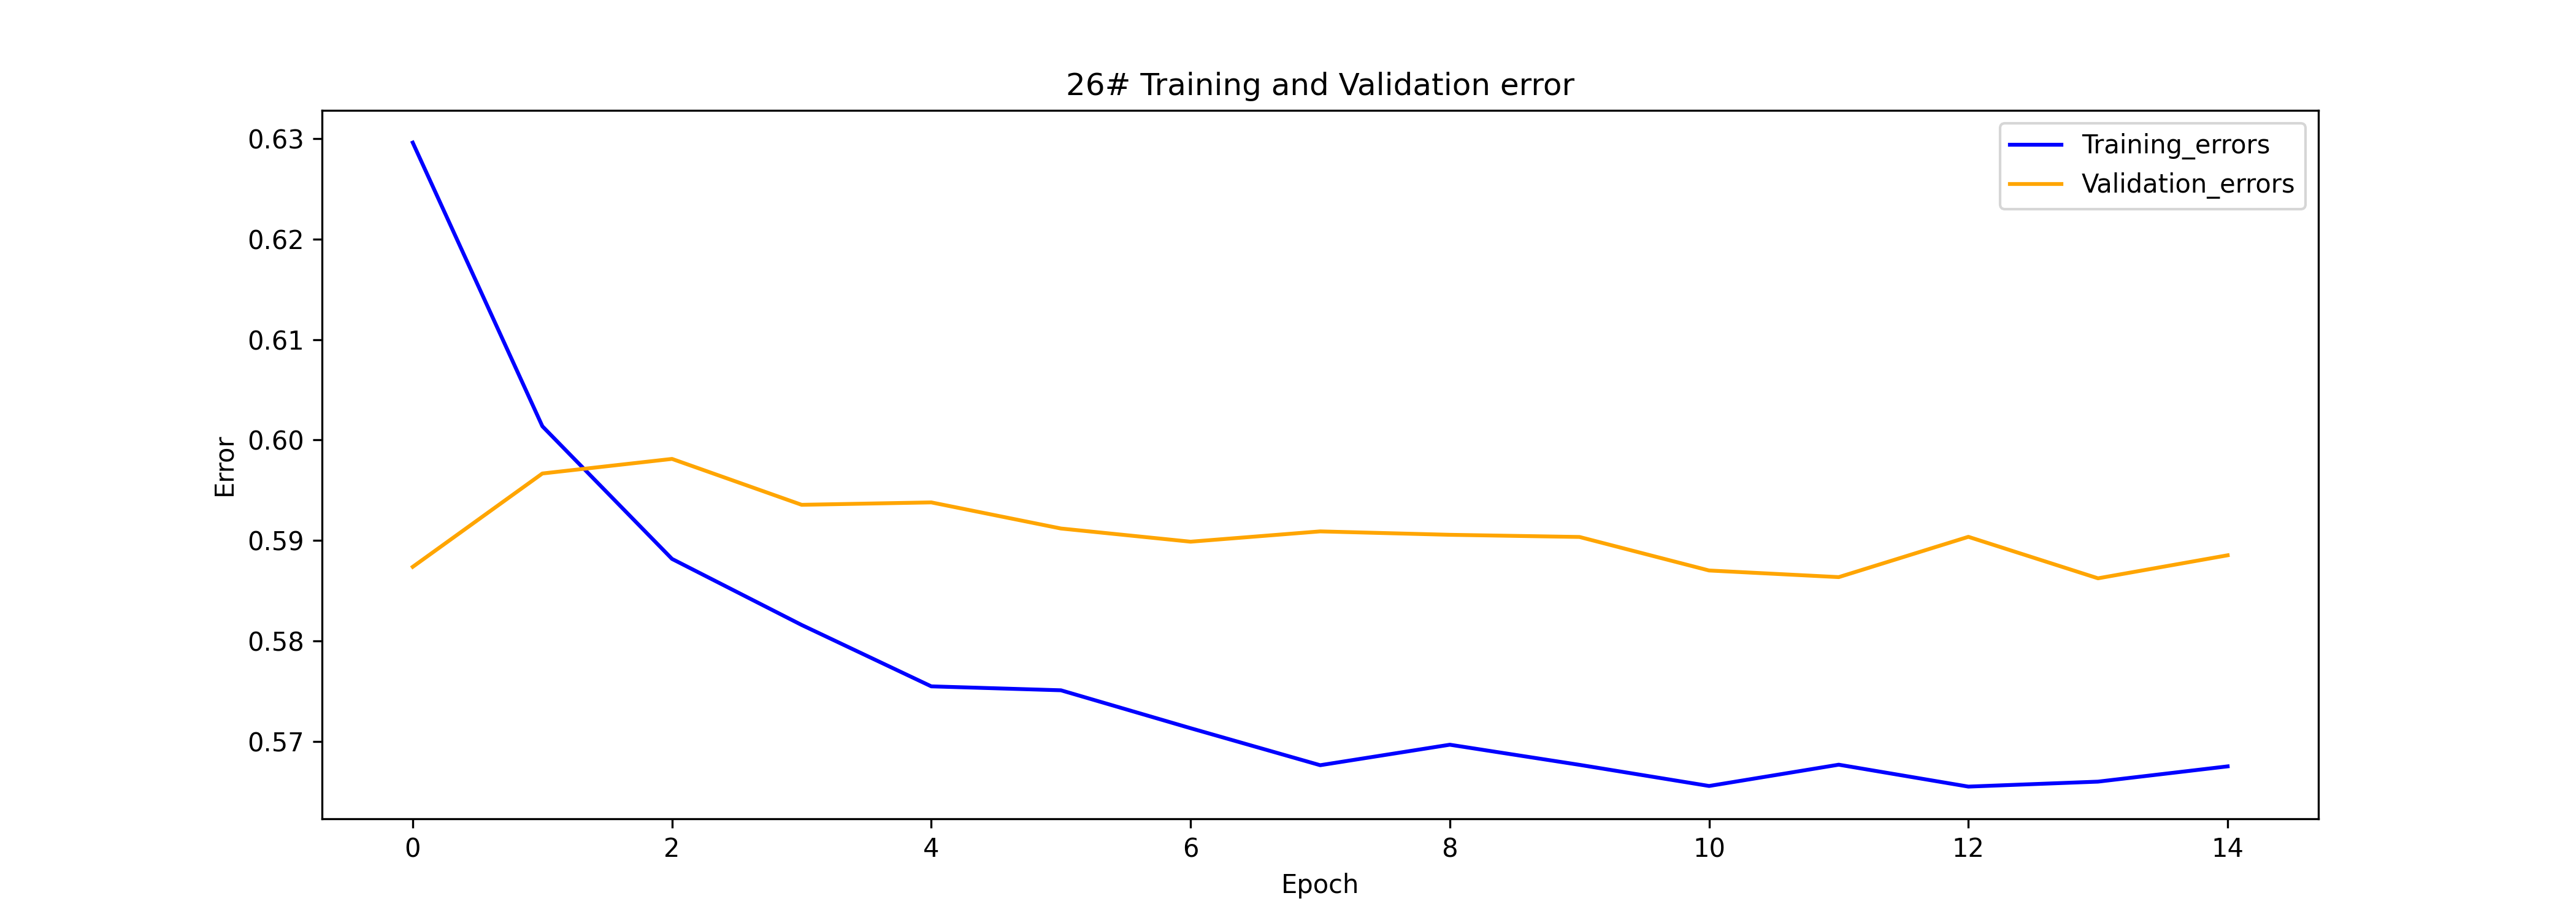 26# Training and Validation error
Training_errors
Validation_errors
0.63
0.62
0.61
0.60
0.59
0.58
0.57
Error
0 2 4 6 8 10 12 14
Epoch